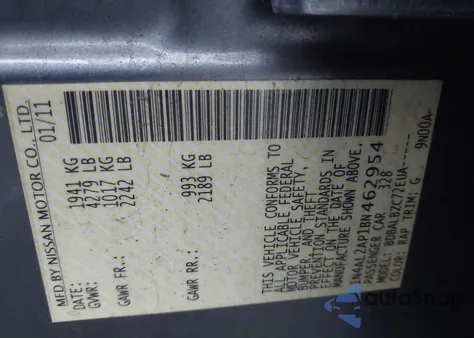 MFD BY NISSAN MOTOR CO., LTD.
DATE: 01/11
GVWR: 1941 KG
4279 LB
GAWR FR.: 1017 KG
2242 LB
GAWR RR.: 993 KG
2189 LB
THIS VEHICLE CONFORMS TO
ALL APPLICABLE FEDERAL
MOTOR VEHICLE SAFETY,
BUMPER, AND THEFT
PREVENTION STANDARDS IN
EFFECT ON THE DATE OF
MANUFACTURE SHOWN ABOVE.
1N4AL2AP1BN462954
PASSENGER CAR 328
MODEL: BDBALBZC7/EUA-----
COLOR: RAP TRIM: G 9N00A